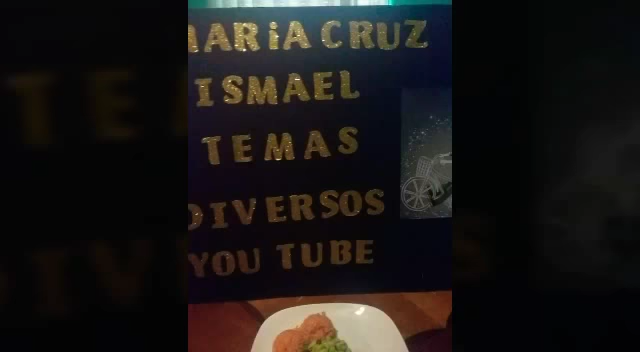 MARiA CRUZ
ISMAEL
TEMAS
DIVERSOS
YOU TUBE